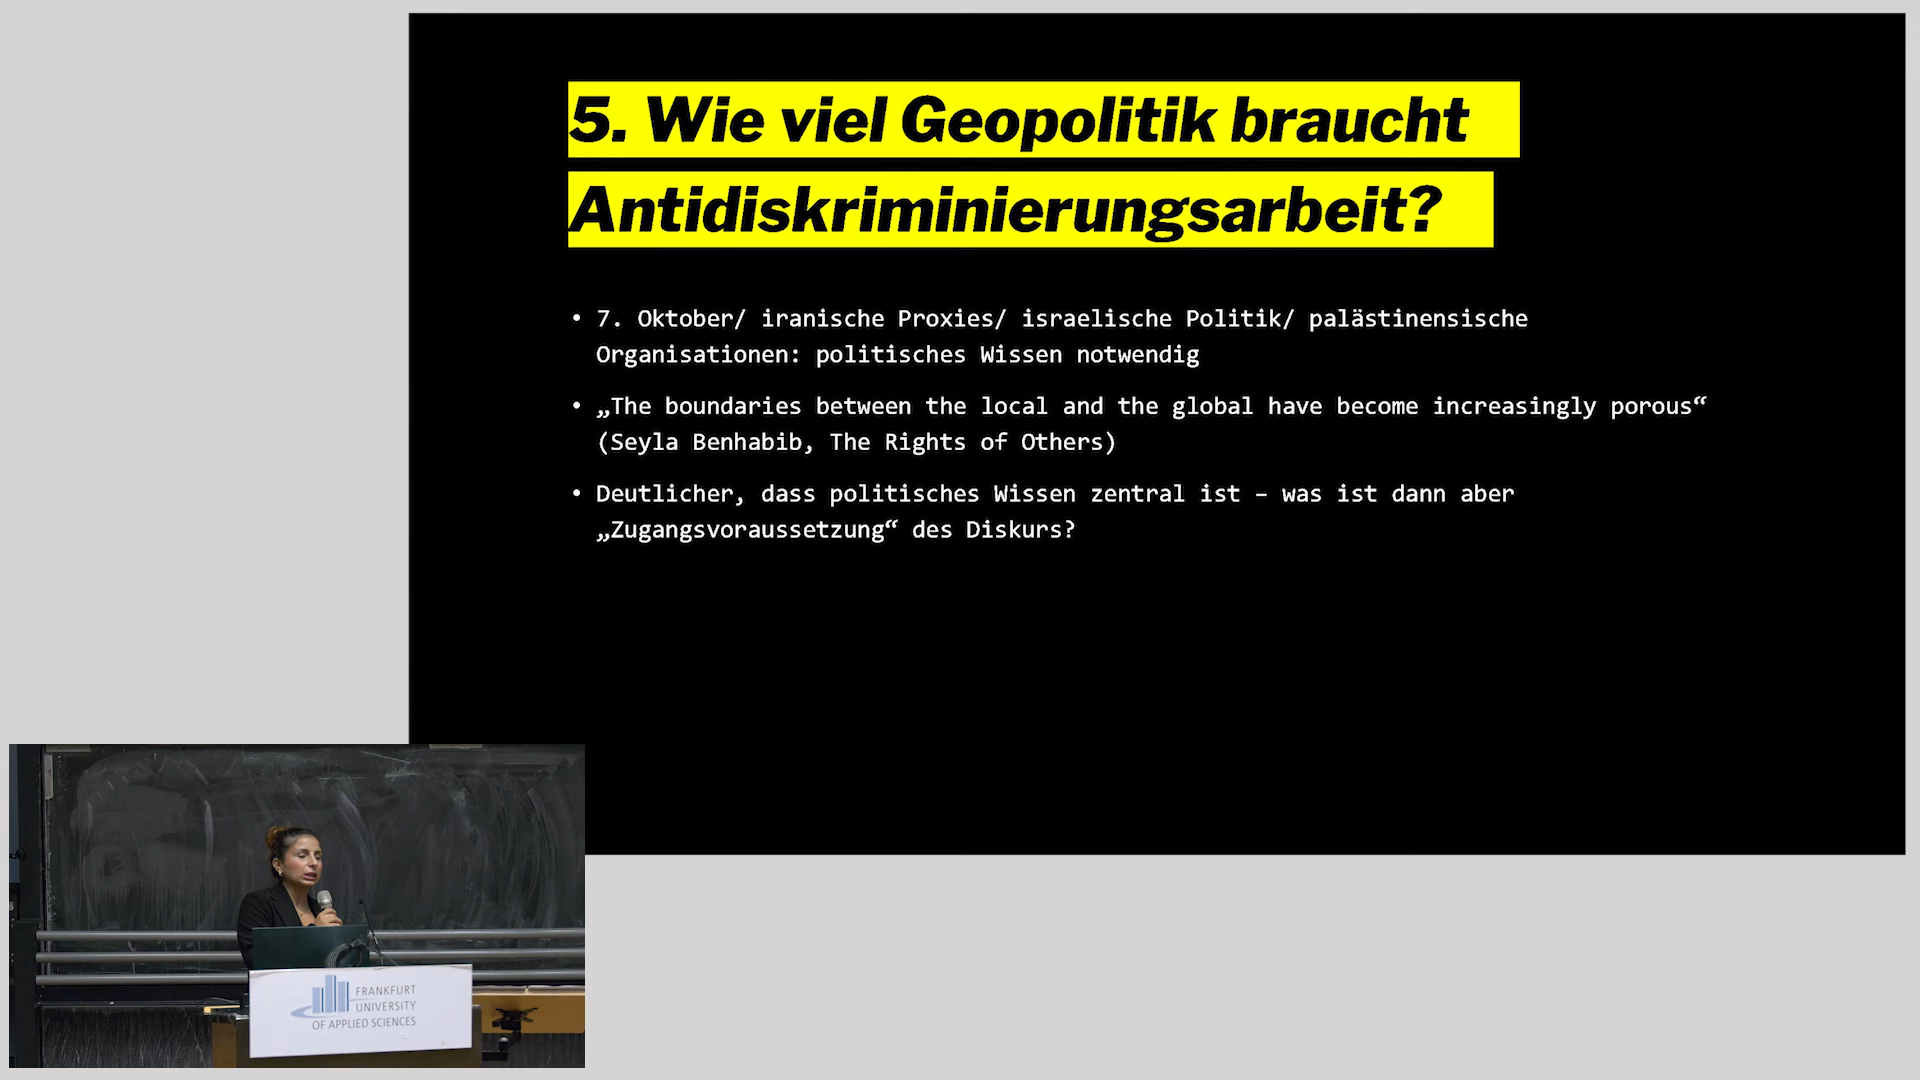 5. Wie viel Geopolitik braucht
Antidiskriminierungsarbeit?
• 7. Oktober/ iranische Proxies/ israelische Politik/ palästinensische
Organisationen: politisches Wissen notwendig
• „The boundaries between the local and the global have become increasingly porous“
(Seyla Benhabib, The Rights of Others)
• Deutlicher, dass politisches Wissen zentral ist – was ist dann aber
„Zugangsvoraussetzung“ des Diskurs?
FRANKFURT
UNIVERSITY
OF APPLIED SCIENCES